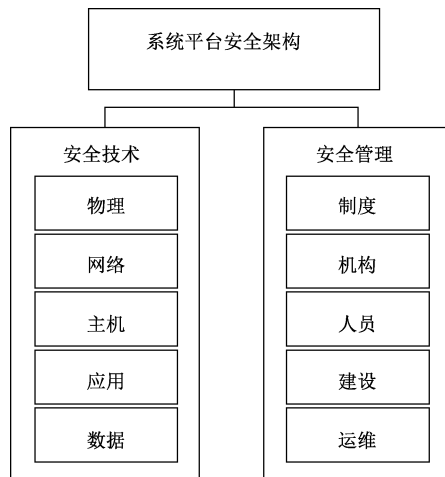 系统平台安全架构
安全技术
物理
网络
主机
应用
数据
安全管理
制度
机构
人员
建设
运维